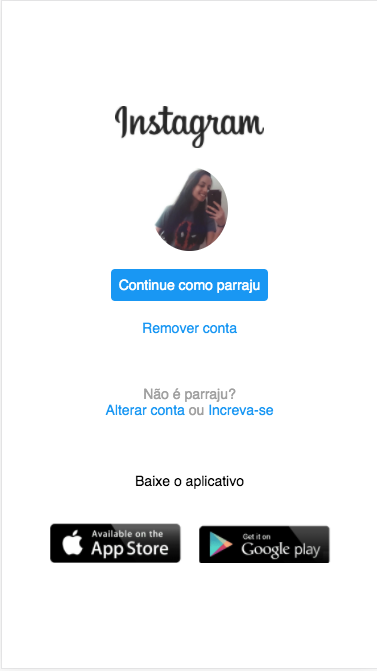 Instagram
Continue como parraju
Remover conta
Não é parraju?
Alterar conta ou Increva-se
Baixe o aplicativo
Available on the
App Store
Get it on
Google play